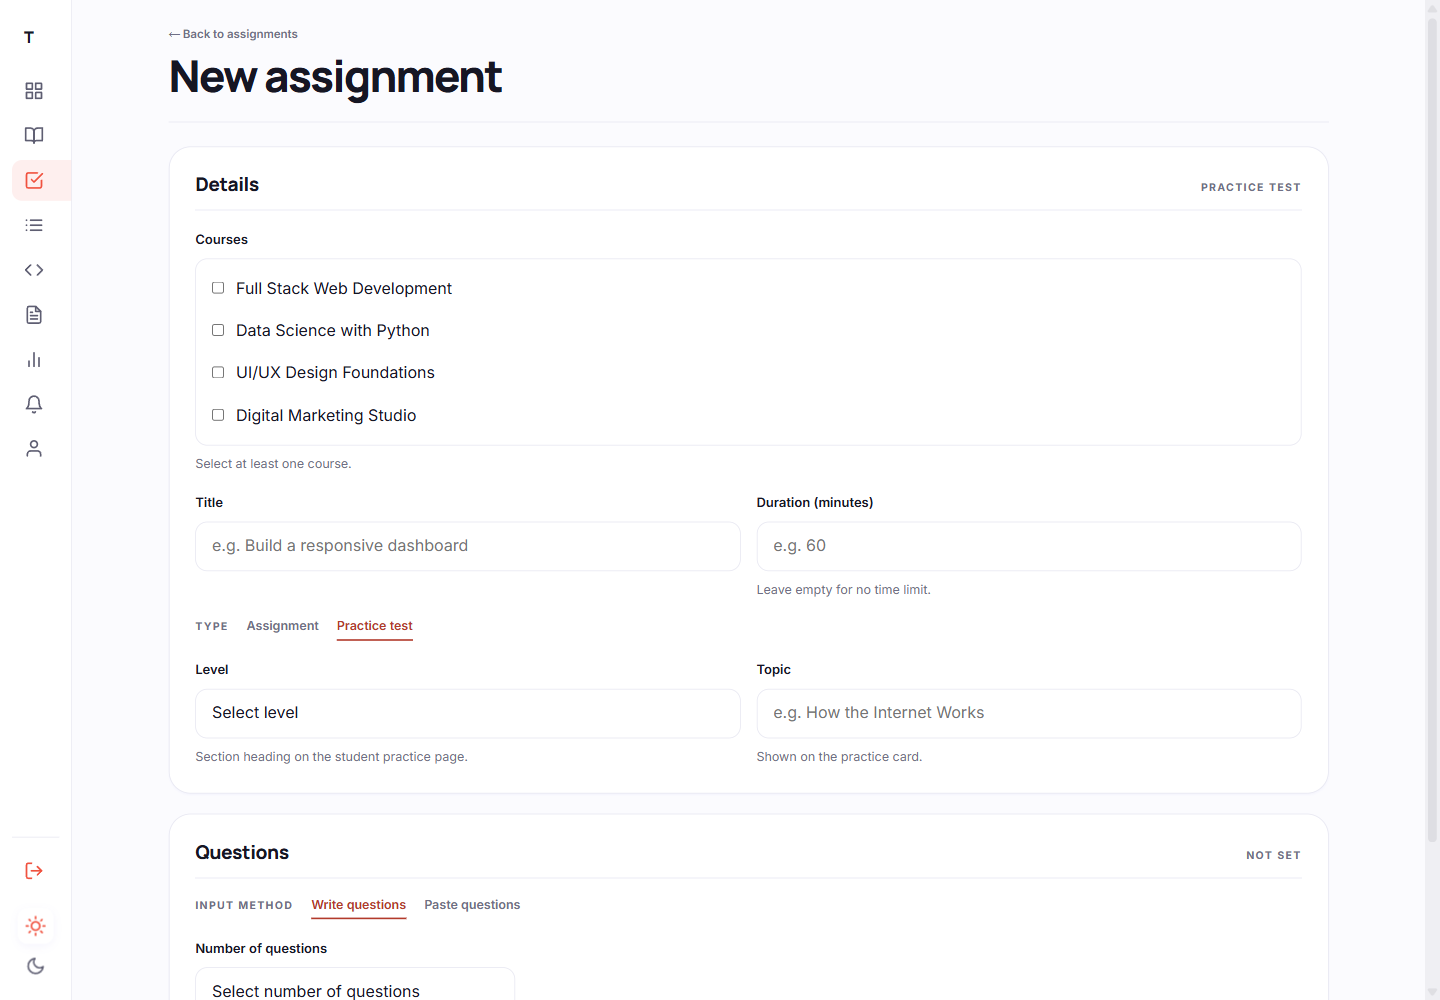 T
← Back to assignments
New assignment
Details
PRACTICE TEST
Courses
Full Stack Web Development
Data Science with Python
UI/UX Design Foundations
Digital Marketing Studio
Select at least one course.
Title
Duration (minutes)
e.g. Build a responsive dashboard
e.g. 60
Leave empty for no time limit.
TYPE Assignment Practice test
Level
Topic
Select level
e.g. How the Internet Works
Section heading on the student practice page.
Shown on the practice card.
Questions
NOT SET
INPUT METHOD Write questions Paste questions
Number of questions
Select number of questions